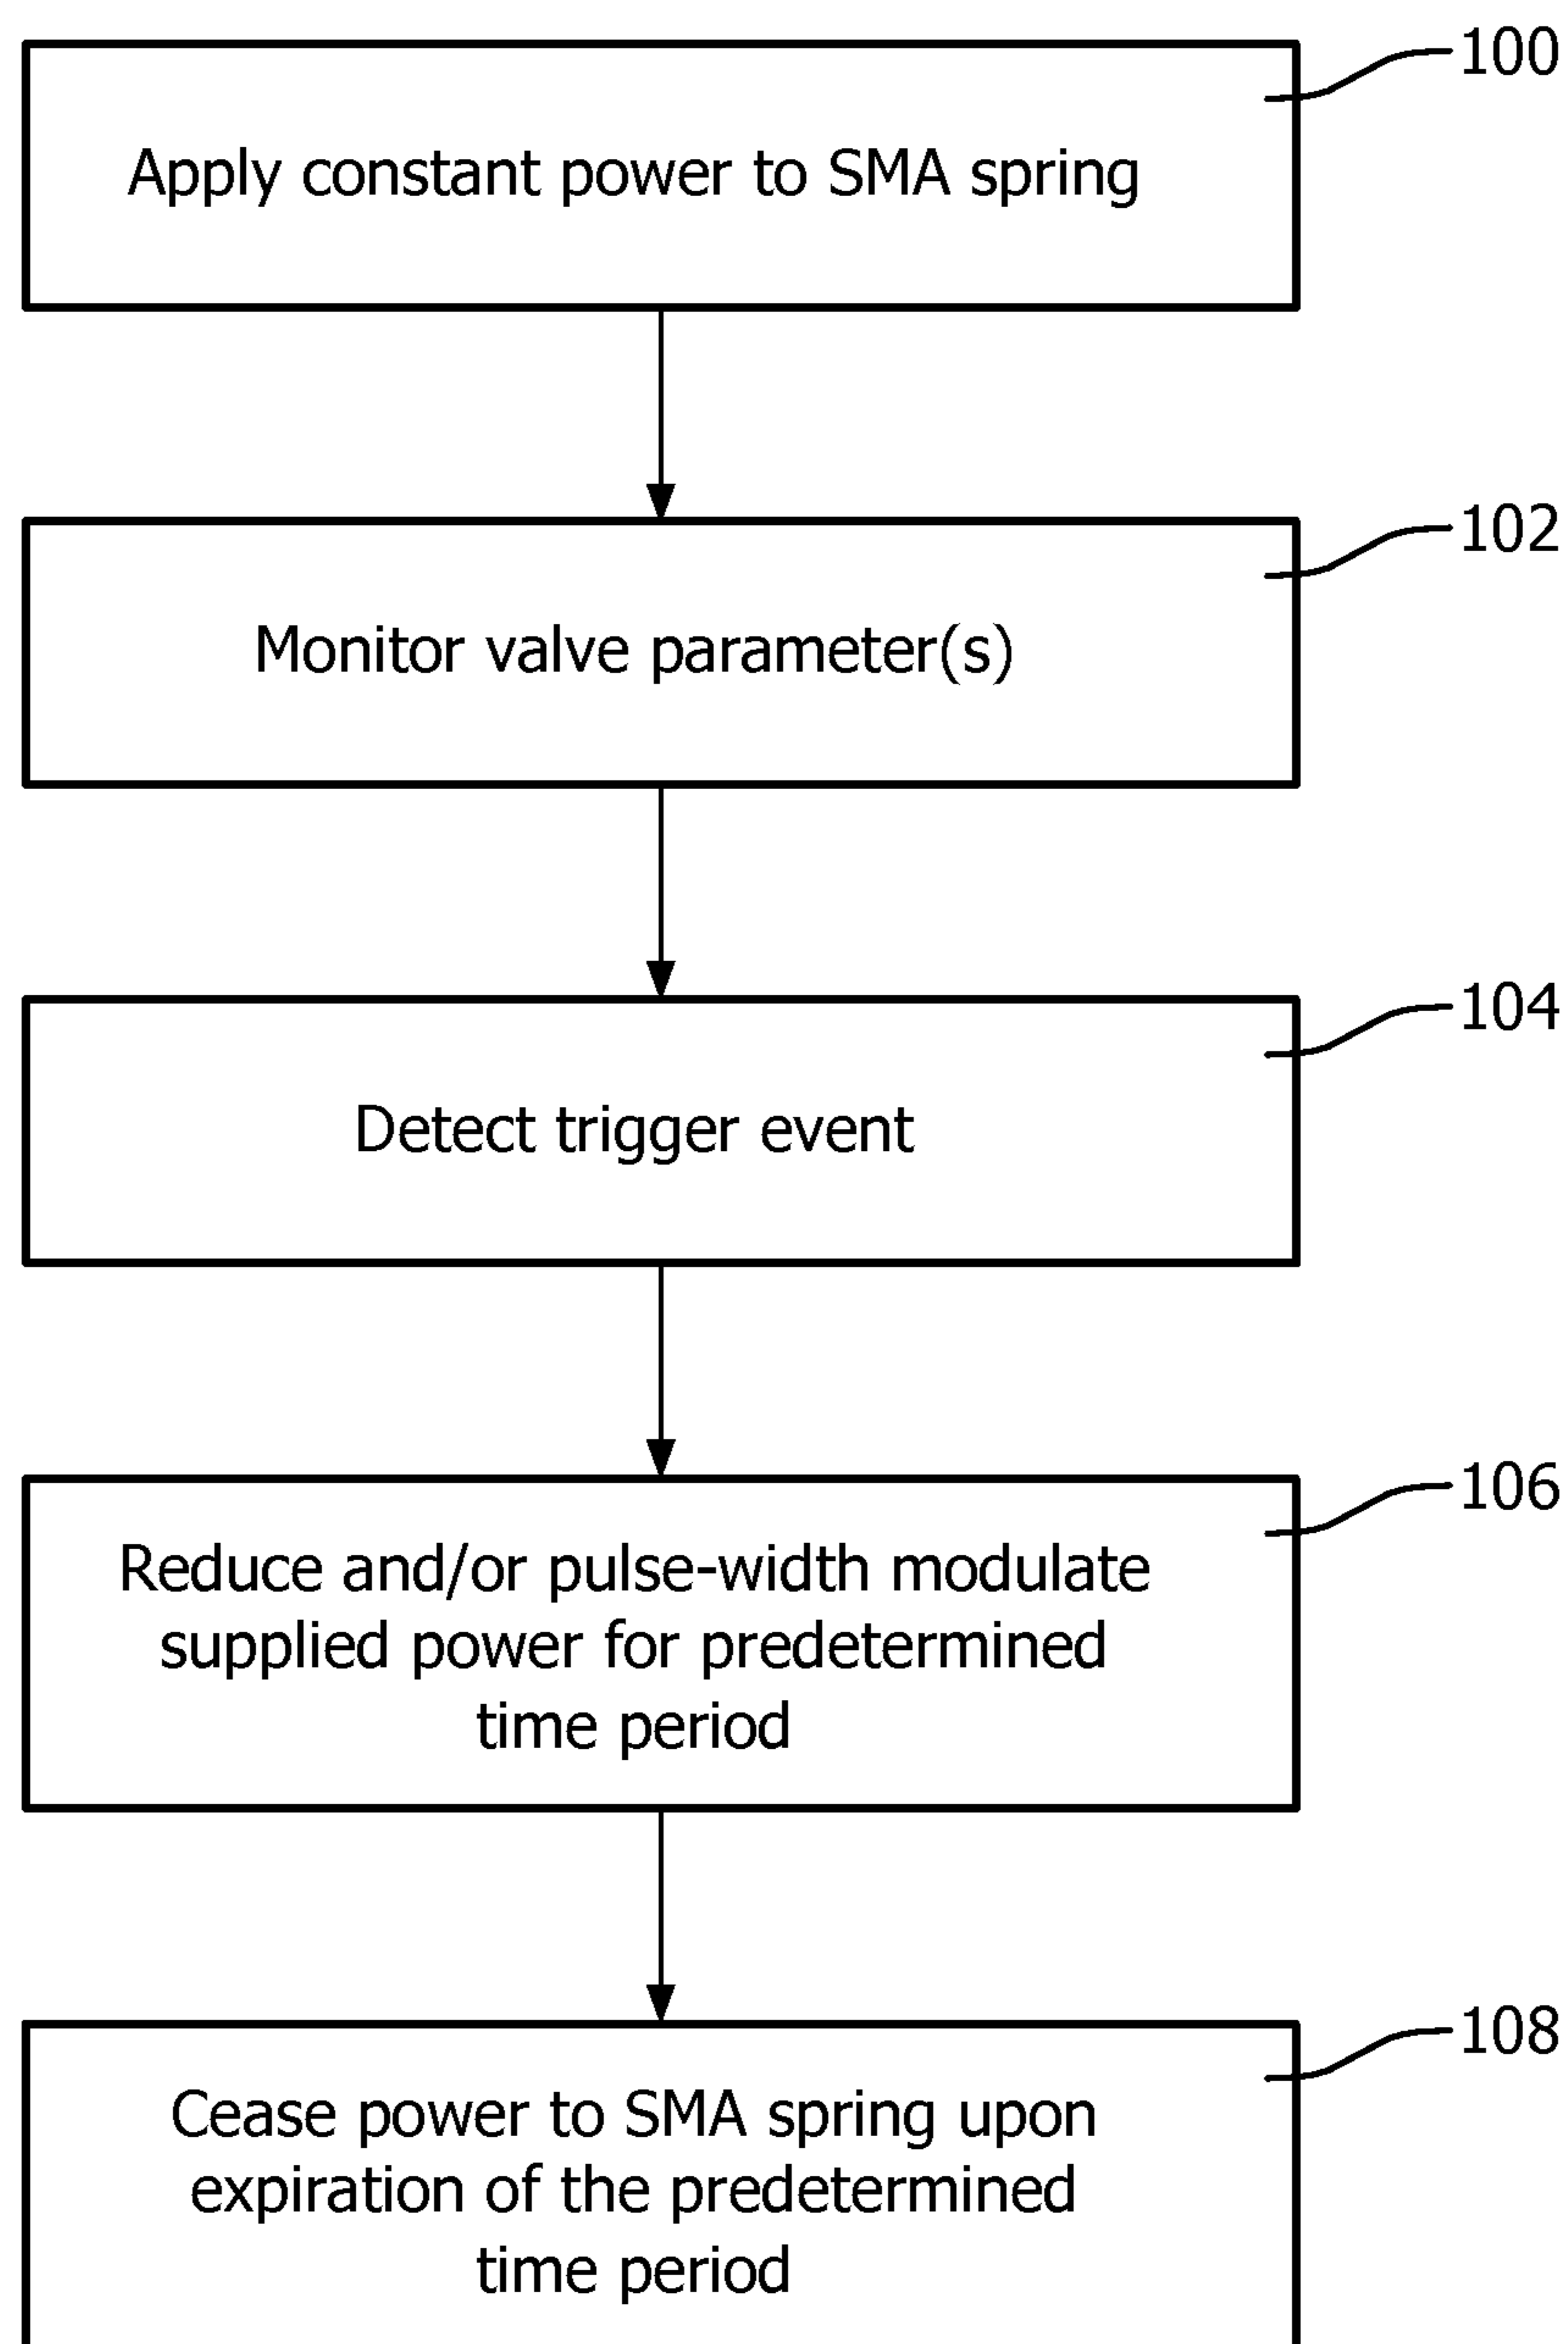 100
Apply constant power to SMA spring
102
Monitor valve parameter(s)
104
Detect trigger event
106
Reduce and/or pulse-width modulate
supplied power for predetermined
time period
108
Cease power to SMA spring upon
expiration of the predetermined
time period